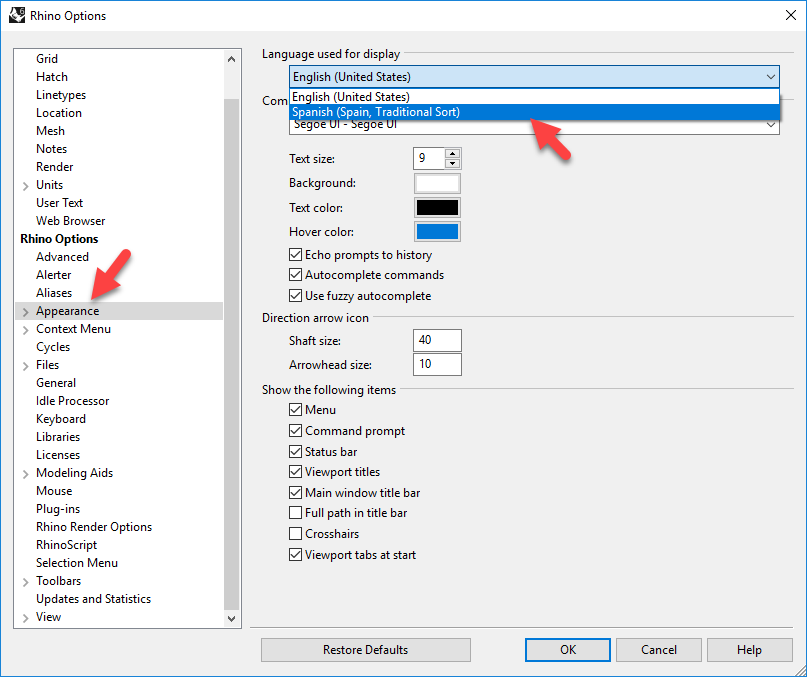 Rhino Options
Grid
Hatch
Linetypes
Location
Mesh
Notes
Render
Units
User Text
Web Browser
Rhino Options
Advanced
Alerter
Aliases
Appearance
Context Menu
Cycles
Files
General
Idle Processor
Keyboard
Libraries
Licenses
Modeling Aids
Mouse
Plug-ins
Rhino Render Options
RhinoScript
Selection Menu
Toolbars
Updates and Statistics
View
Language used for display
English (United States)
English (United States)
Spanish (Spain, Traditional Sort)
Com
Segoe UI - Segoe UI
Text size:
9
Background:
Text color:
Hover color:
Echo prompts to history
Autocomplete commands
Use fuzzy autocomplete
Direction arrow icon
Shaft size:
40
Arrowhead size:
10
Show the following items
Menu
Command prompt
Status bar
Viewport titles
Main window title bar
Full path in title bar
Crosshairs
Viewport tabs at start
Restore Defaults
OK
Cancel
Help